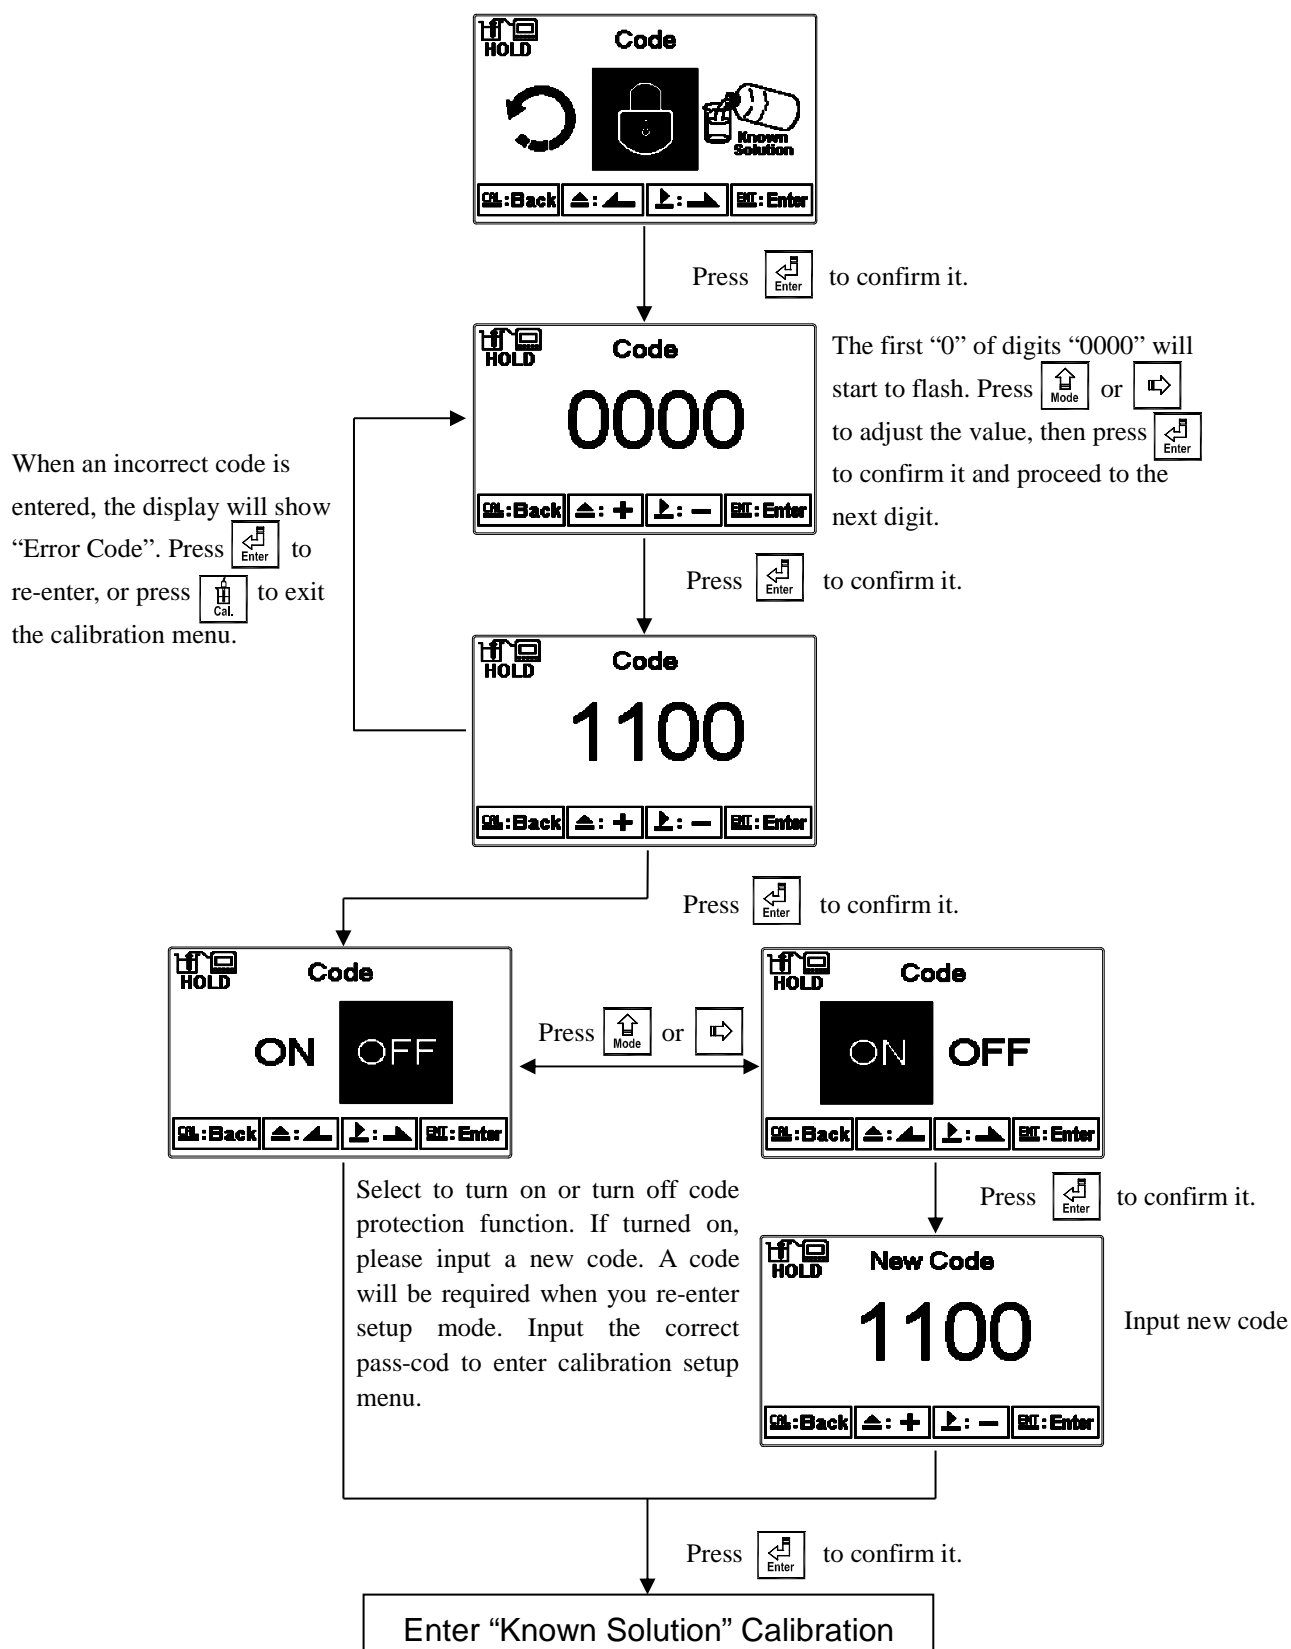 HOLD
Code
Known
Solution
CAL:Back
:
:
ENT:Enter
Press Enter to confirm it.
HOLD
Code
0000
CAL:Back
: +
: −
ENT:Enter
The first “0” of digits “0000” will
start to flash. Press Mode or
to adjust the value, then press Enter
to confirm it and proceed to the
next digit.
When an incorrect code is
entered, the display will show
“Error Code”. Press Enter to
re-enter, or press Cal. to exit
the calibration menu.
Press Enter to confirm it.
HOLD
Code
1100
CAL:Back
: +
: −
ENT:Enter
Press Enter to confirm it.
HOLD
Code
ON OFF
CAL:Back
:
:
ENT:Enter
Press Mode or
HOLD
Code
ON OFF
CAL:Back
:
:
ENT:Enter
Select to turn on or turn off code
protection function. If turned on,
please input a new code. A code
will be required when you re-enter
setup mode. Input the correct
pass-cod to enter calibration setup
menu.
Press Enter to confirm it.
HOLD
New Code
1100
CAL:Back
: +
: −
ENT:Enter
Input new code
Press Enter to confirm it.
Enter “Known Solution” Calibration